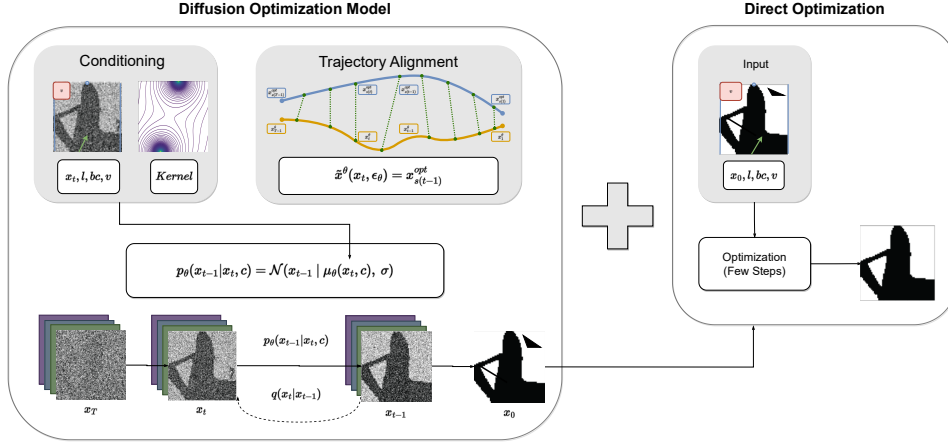 Diffusion Optimization Model
Direct Optimization
Conditioning
Trajectory Alignment
Input
x_t, l, bc, v
Kernel
x̃^θ(x_t, ϵ_θ) = x^{opt}_{s(t−1)}
x_0, l, bc, v
p_θ(x_{t−1}|x_t, c) = N(x_{t−1} | μ_θ(x_t, c), σ)
Optimization
(Few Steps)
p_θ(x_{t−1}|x_t, c)
q(x_t|x_{t−1})
x_T
x_t
x_{t−1}
x_0